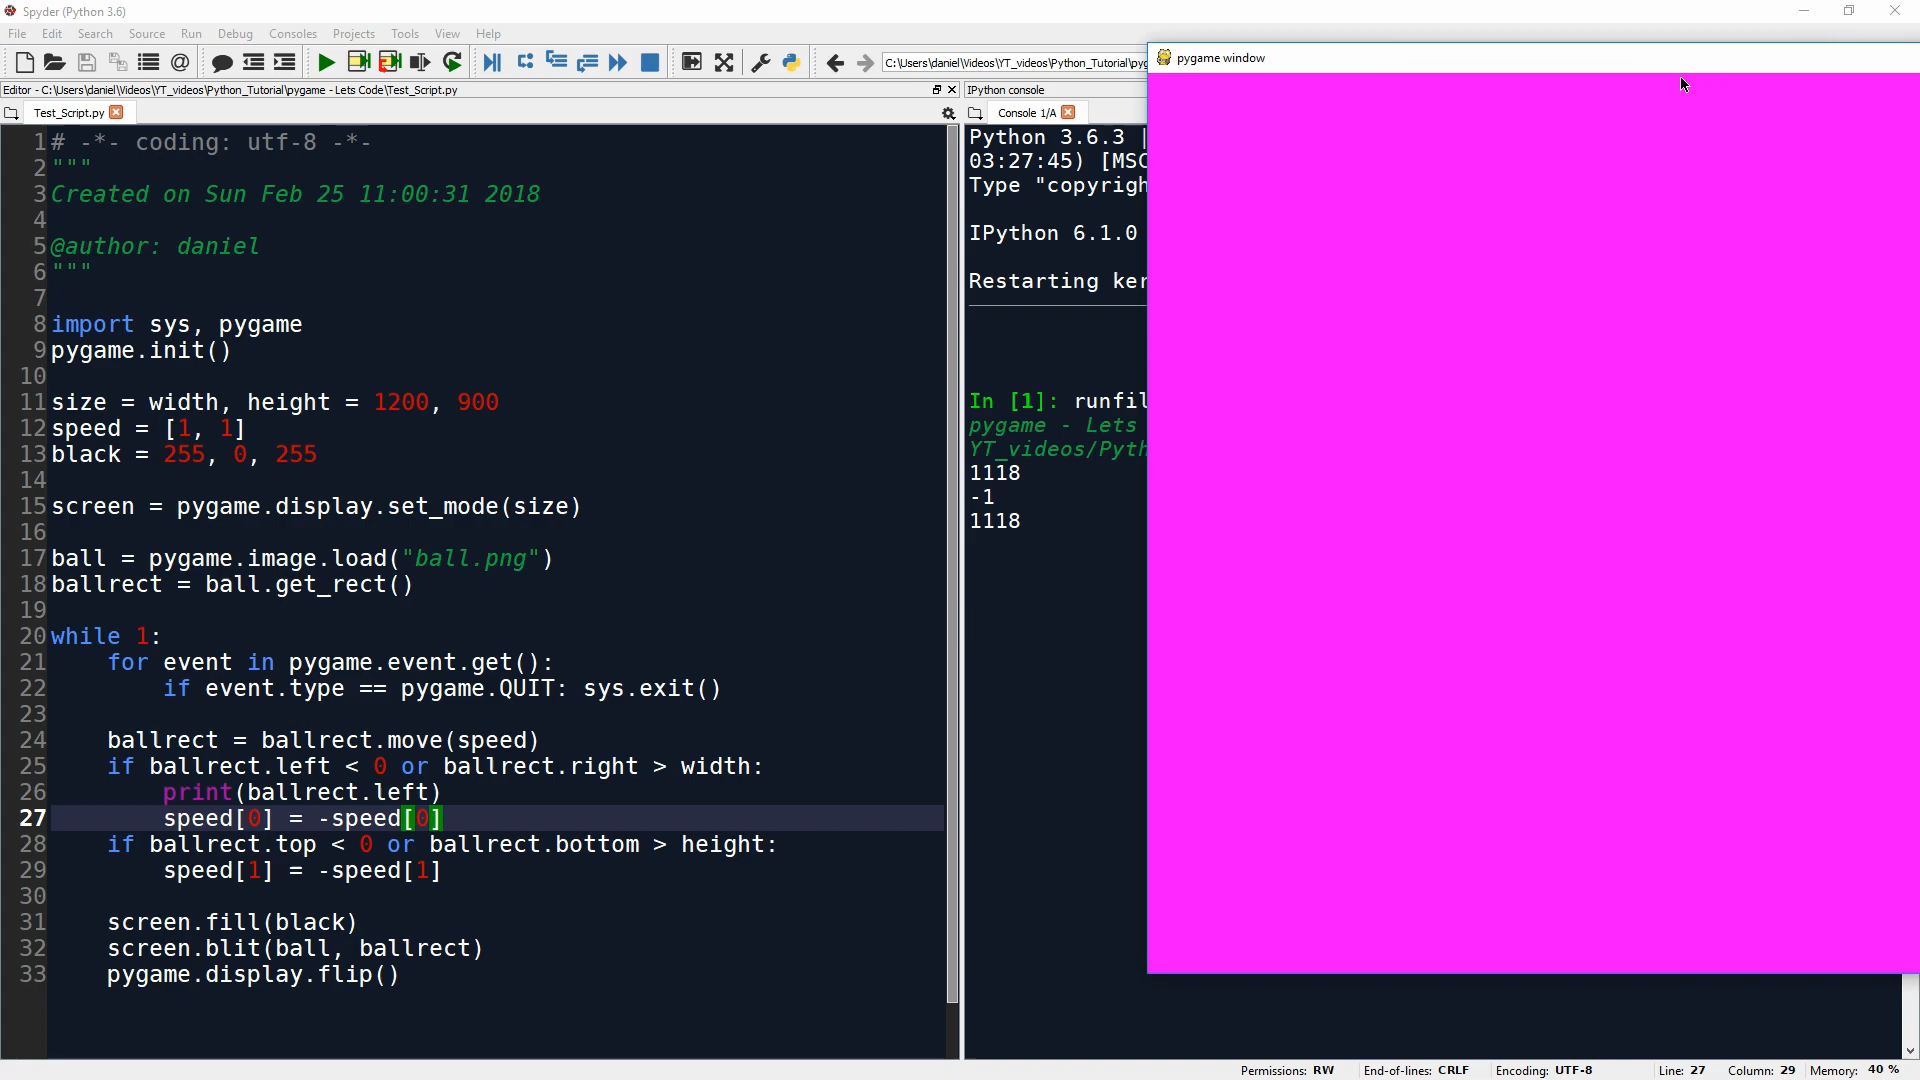 Spyder (Python 3.6)
File Edit Search Source Run Debug Consoles Projects Tools View Help
C:\Users\daniel\Videos\YT_videos\Python_Tutorial\pyg
Editor - C:\Users\daniel\Videos\YT_videos\Python_Tutorial\pygame - Lets Code\Test_Script.py
Test_Script.py
1 # -*- coding: utf-8 -*-
2 """
3 Created on Sun Feb 25 11:00:31 2018
4
5 @author: daniel
6 """
7
8 import sys, pygame
9 pygame.init()
10
11 size = width, height = 1200, 900
12 speed = [1, 1]
13 black = 255, 0, 255
14
15 screen = pygame.display.set_mode(size)
16
17 ball = pygame.image.load("ball.png")
18 ballrect = ball.get_rect()
19
20 while 1:
21     for event in pygame.event.get():
22         if event.type == pygame.QUIT: sys.exit()
23
24     ballrect = ballrect.move(speed)
25     if ballrect.left < 0 or ballrect.right > width:
26         print(ballrect.left)
27         speed[0] = -speed[0]
28     if ballrect.top < 0 or ballrect.bottom > height:
29         speed[1] = -speed[1]
30
31     screen.fill(black)
32     screen.blit(ball, ballrect)
33     pygame.display.flip()
IPython console
Console 1/A
Python 3.6.3 |
03:27:45) [MSC
Type "copyrigh
IPython 6.1.0
Restarting ker
In [1]: runfil
pygame - Lets
YT_videos/Pyth
1118
-1
1118
pygame window
Permissions: RW End-of-lines: CRLF Encoding: UTF-8 Line: 27 Column: 29 Memory: 40 %